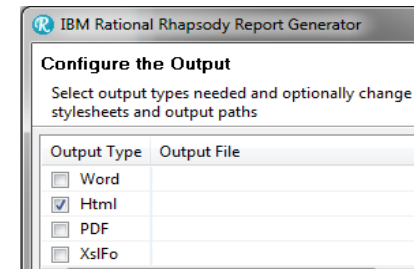 IBM Rational Rhapsody Report Generator
Configure the Output
Select output types needed and optionally change
stylesheets and output paths
Output Type Output File
Word
Html
PDF
XslFo